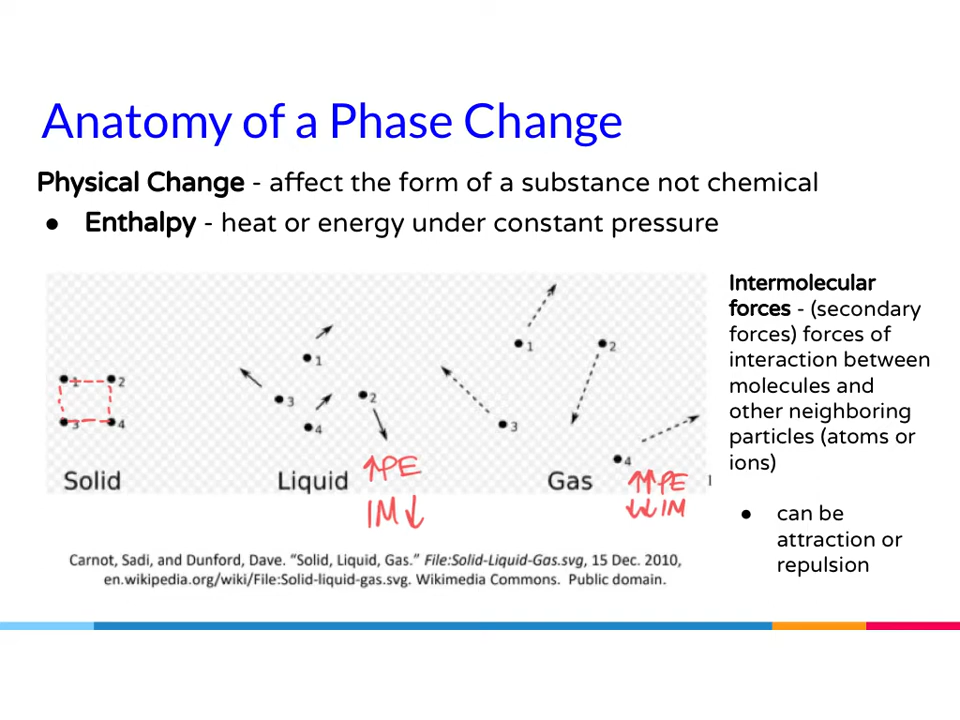 Anatomy of a Phase Change
Physical Change - affect the form of a substance not chemical
● Enthalpy - heat or energy under constant pressure
1 2
3 4
Solid
1
3 2
4
Liquid
↑PE
IM↓
1 2
3
4
Gas
↑↑PE
↓↓IM
Intermolecular
forces - (secondary
forces) forces of
interaction between
molecules and
other neighboring
particles (atoms or
ions)
● can be
attraction or
repulsion
Carnot, Sadi, and Dunford, Dave. “Solid, Liquid, Gas.” File:Solid-Liquid-Gas.svg, 15 Dec. 2010,
en.wikipedia.org/wiki/File:Solid-liquid-gas.svg. Wikimedia Commons. Public domain.